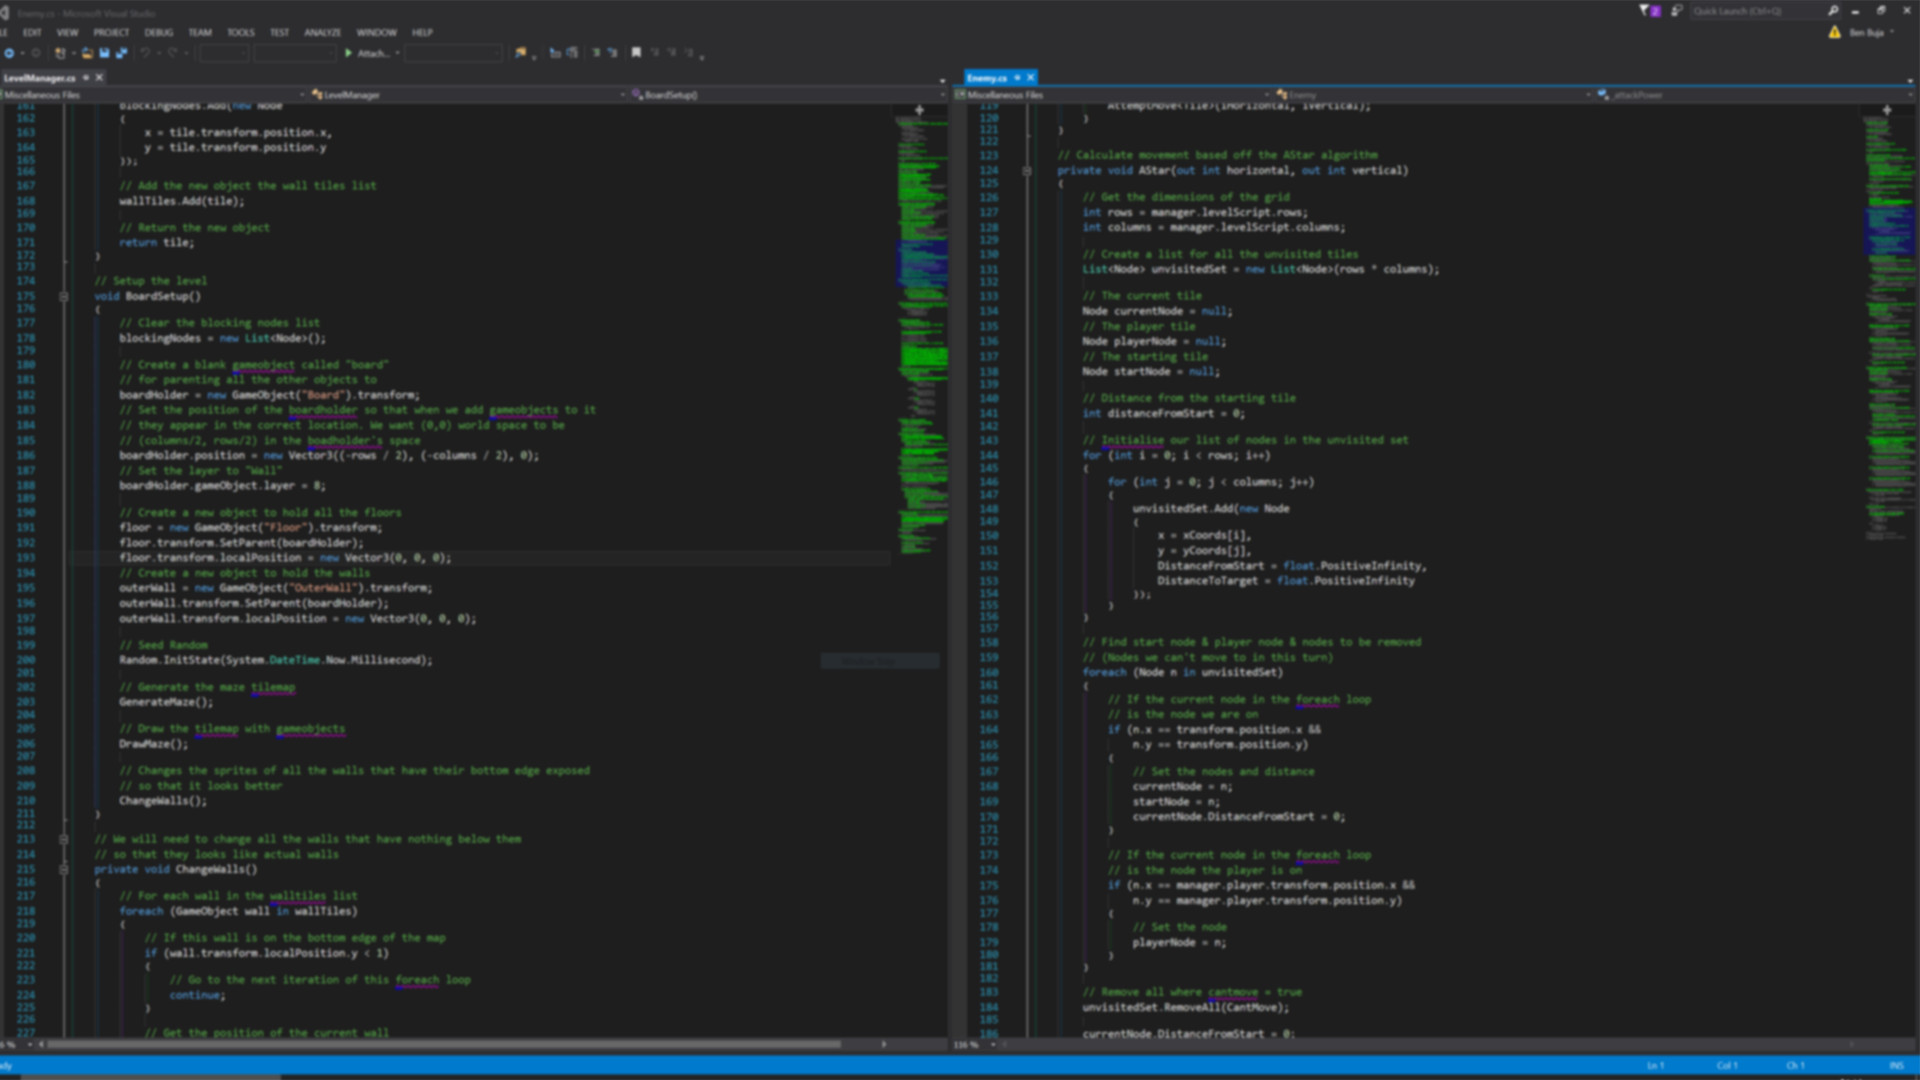 Enemy.cs - Microsoft Visual Studio
Quick Launch (Ctrl+Q)
EDIT VIEW PROJECT DEBUG TEAM TOOLS TEST ANALYZE WINDOW HELP
Ben Buja
Attach...
LevelManager.cs
Miscellaneous Files LevelManager BoardSetup()
161 blockingNodes.Add(new Node
162 {
163 x = tile.transform.position.x,
164 y = tile.transform.position.y
165 });
166
167 // Add the new object the wall tiles list
168 wallTiles.Add(tile);
169
170 // Return the new object
171 return tile;
172 }
173
174 // Setup the level
175 void BoardSetup()
176 {
177 // Clear the blocking nodes list
178 blockingNodes = new List<Node>();
179
180 // Create a blank gameobject called "board"
181 // for parenting all the other objects to
182 boardHolder = new GameObject("Board").transform;
183 // Set the position of the boardholder so that when we add gameobjects to it
184 // they appear in the correct location. We want (0,0) world space to be
185 // (columns/2, rows/2) in the boadholder's space
186 boardHolder.position = new Vector3((-rows / 2), (-columns / 2), 0);
187 // Set the layer to "Wall"
188 boardHolder.gameObject.layer = 8;
189
190 // Create a new object to hold all the floors
191 floor = new GameObject("Floor").transform;
192 floor.transform.SetParent(boardHolder);
193 floor.transform.localPosition = new Vector3(0, 0, 0);
194 // Create a new object to hold the walls
195 outerWall = new GameObject("OuterWall").transform;
196 outerWall.transform.SetParent(boardHolder);
197 outerWall.transform.localPosition = new Vector3(0, 0, 0);
198
199 // Seed Random
200 Random.InitState(System.DateTime.Now.Millisecond);
201
202 // Generate the maze tilemap
203 GenerateMaze();
204
205 // Draw the tilemap with gameobjects
206 DrawMaze();
207
208 // Changes the sprites of all the walls that have their bottom edge exposed
209 // so that it looks better
210 ChangeWalls();
211 }
212
213 // We will need to change all the walls that have nothing below them
214 // so that they looks like actual walls
215 private void ChangeWalls()
216 {
217 // For each wall in the walltiles list
218 foreach (GameObject wall in wallTiles)
219 {
220 // If this wall is on the bottom edge of the map
221 if (wall.transform.localPosition.y < 1)
222 {
223 // Go to the next iteration of this foreach loop
224 continue;
225 }
226
227 // Get the position of the current wall
Enemy.cs
Miscellaneous Files Enemy _attackPower
119 AttemptMove<Tile>(horizontal, vertical);
120 }
121 }
122
123 // Calculate movement based off the AStar algorithm
124 private void AStar(out int horizontal, out int vertical)
125 {
126 // Get the dimensions of the grid
127 int rows = manager.levelScript.rows;
128 int columns = manager.levelScript.columns;
129
130 // Create a list for all the unvisited tiles
131 List<Node> unvisitedSet = new List<Node>(rows * columns);
132
133 // The current tile
134 Node currentNode = null;
135 // The player tile
136 Node playerNode = null;
137 // The starting tile
138 Node startNode = null;
139
140 // Distance from the starting tile
141 int distanceFromStart = 0;
142
143 // Initialise our list of nodes in the unvisited set
144 for (int i = 0; i < rows; i++)
145 {
146 for (int j = 0; j < columns; j++)
147 {
148 unvisitedSet.Add(new Node
149 {
150 x = xCoords[i],
151 y = yCoords[j],
152 DistanceFromStart = float.PositiveInfinity,
153 DistanceToTarget = float.PositiveInfinity
154 });
155 }
156 }
157
158 // Find start node & player node & nodes to be removed
159 // (Nodes we can't move to in this turn)
160 foreach (Node n in unvisitedSet)
161 {
162 // If the current node in the foreach loop
163 // is the node we are on
164 if (n.x == transform.position.x &&
165 n.y == transform.position.y)
166 {
167 // Set the nodes and distance
168 currentNode = n;
169 startNode = n;
170 currentNode.DistanceFromStart = 0;
171 }
172
173 // If the current node in the foreach loop
174 // is the node the player is on
175 if (n.x == manager.player.transform.position.x &&
176 n.y == manager.player.transform.position.y)
177 {
178 // Set the node
179 playerNode = n;
180 }
181 }
182
183 // Remove all where cantmove = true
184 unvisitedSet.RemoveAll(CantMove);
185
186 currentNode.DistanceFromStart = 0;
116 %
Ln 1 Col 1 Ch 1 INS